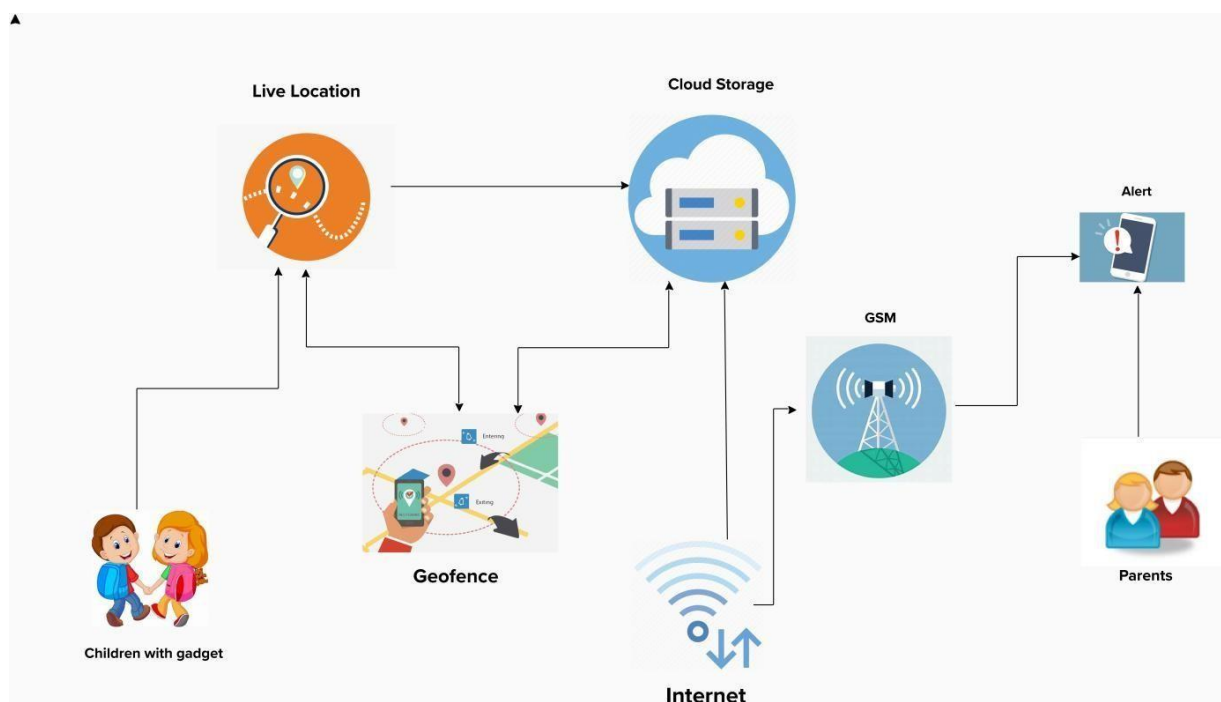 Live Location
Cloud Storage
Alert
GSM
Entering
Exiting
Geofence
Parents
Children with gadget
Internet